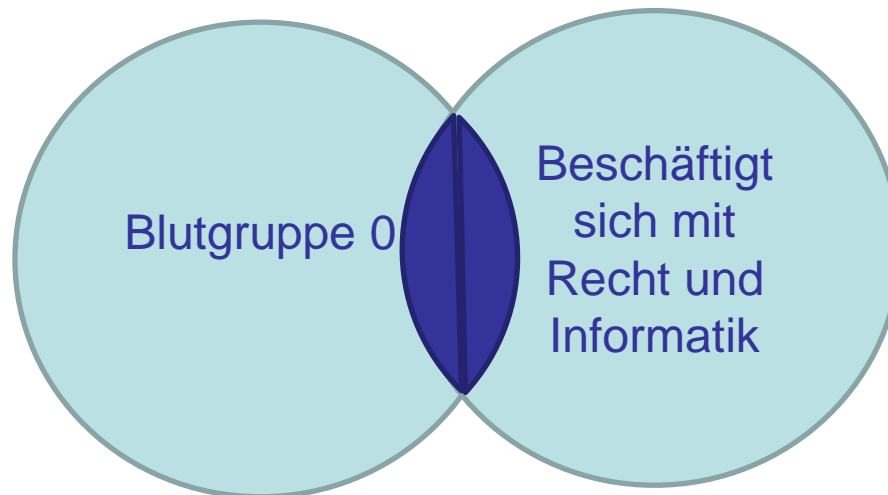 Blutgruppe 0
Beschäftigt
sich mit
Recht und
Informatik